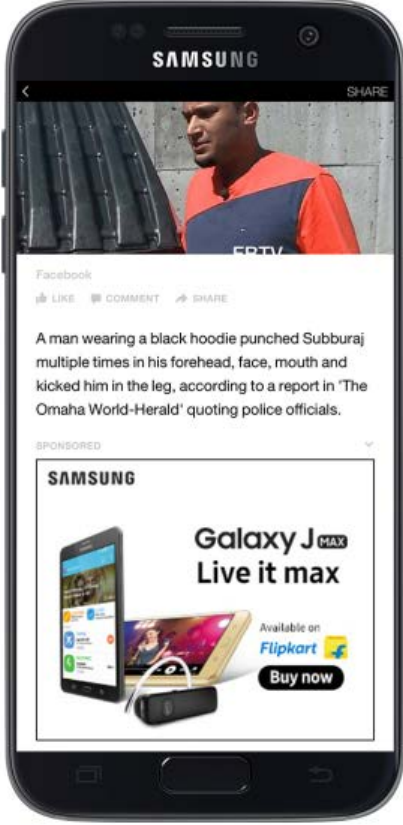 SAMSUNG
SHARE
FRTV
Facebook
LIKE COMMENT SHARE
A man wearing a black hoodie punched Subburaj
multiple times in his forehead, face, mouth and
kicked him in the leg, according to a report in 'The
Omaha World-Herald' quoting police officials.
SPONSORED
SAMSUNG
Galaxy J MAX
Live it max
Available on
Flipkart
Buy now